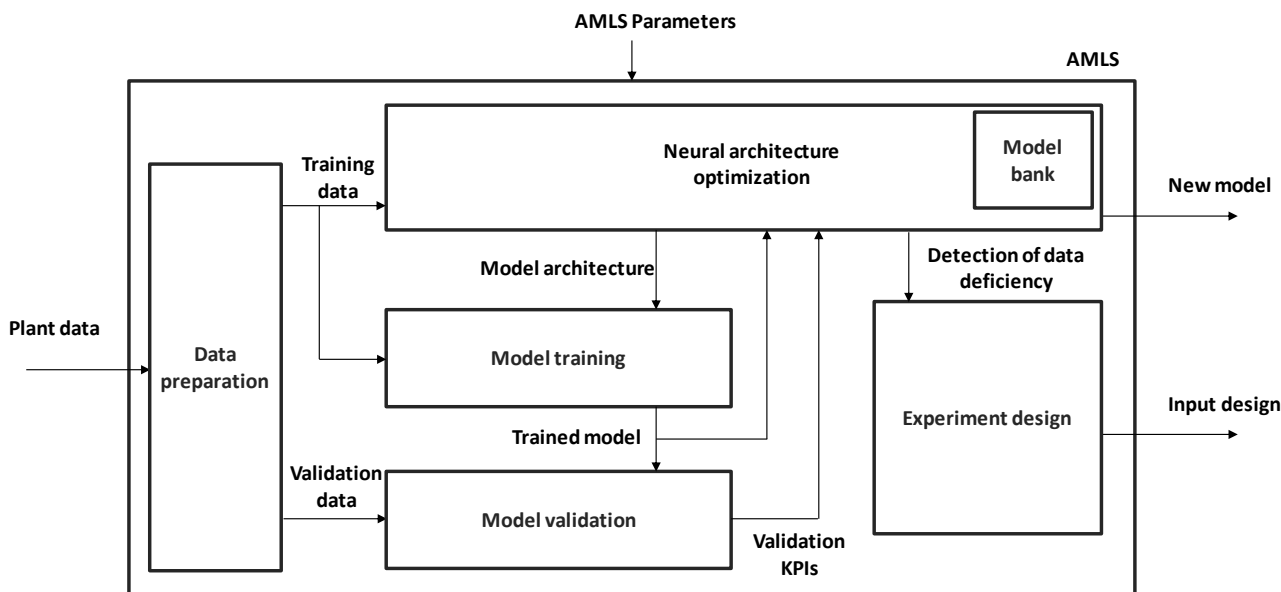 AMLS Parameters
AMLS
Neural architecture
optimization
Model
bank
Training
data
New model
Model architecture
Detection of data
deficiency
Plant data
Data
preparation
Model training
Experiment design
Input design
Trained model
Validation
data
Model validation
Validation
KPIs